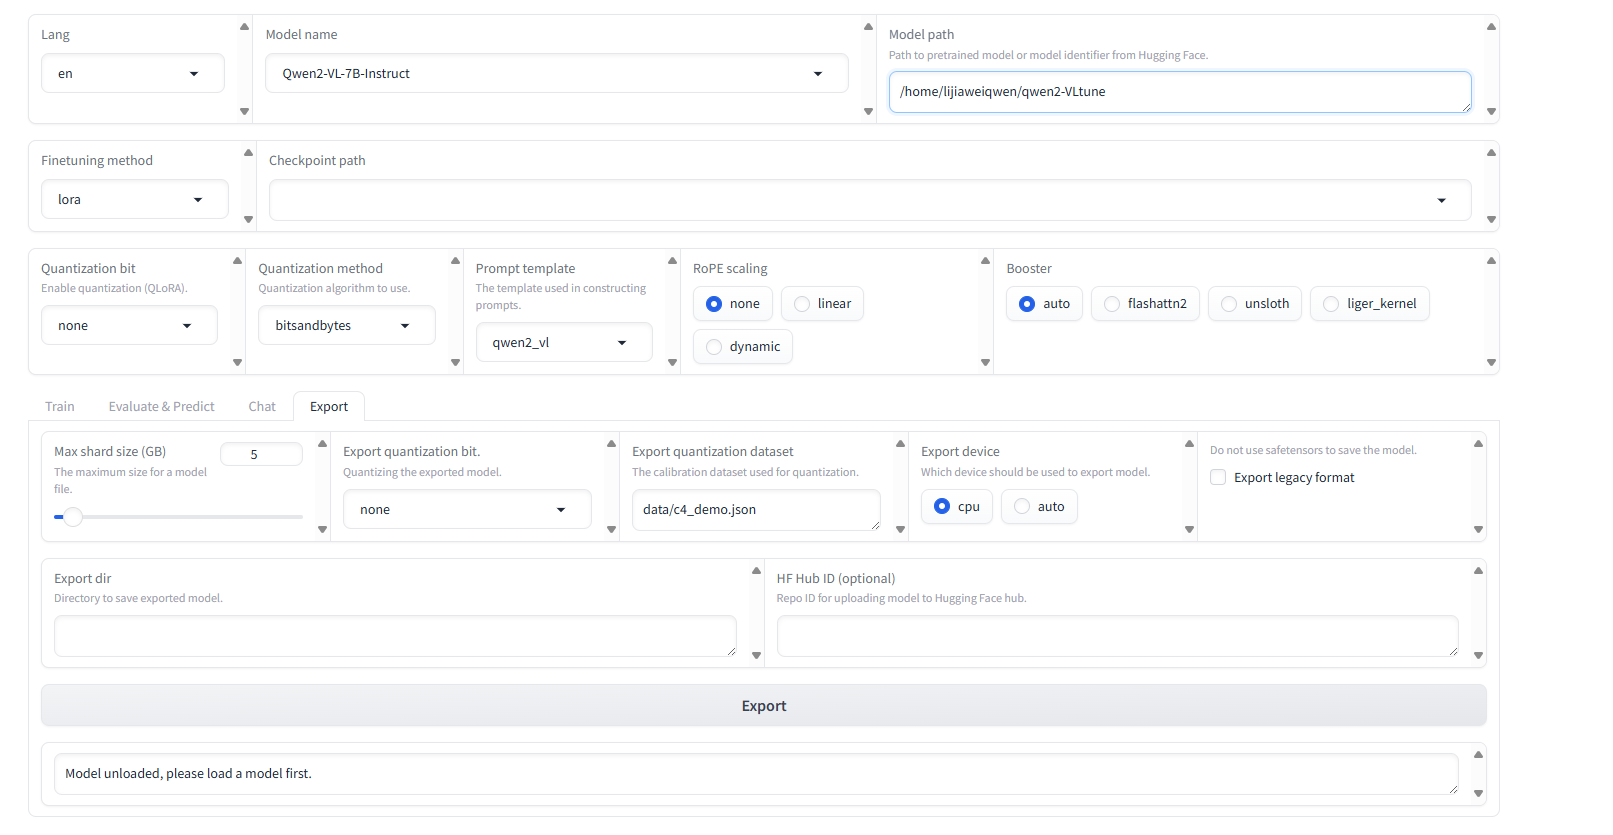 Lang
en
Model name
Qwen2-VL-7B-Instruct
Model path
Path to pretrained model or model identifier from Hugging Face.
/home/lijiaweiqwen/qwen2-VLtune
Finetuning method
lora
Checkpoint path
Quantization bit
Enable quantization (QLoRA).
none
Quantization method
Quantization algorithm to use.
bitsandbytes
Prompt template
The template used in constructing
prompts.
qwen2_vl
RoPE scaling
none
linear
dynamic
Booster
auto
flashattn2
unsloth
liger_kernel
Train
Evaluate & Predict
Chat
Export
Max shard size (GB)
5
The maximum size for a model
file.
Export quantization bit.
Quantizing the exported model.
none
Export quantization dataset
The calibration dataset used for quantization.
data/c4_demo.json
Export device
Which device should be used to export model.
cpu
auto
Do not use safetensors to save the model.
Export legacy format
Export dir
Directory to save exported model.
HF Hub ID (optional)
Repo ID for uploading model to Hugging Face hub.
Export
Model unloaded, please load a model first.